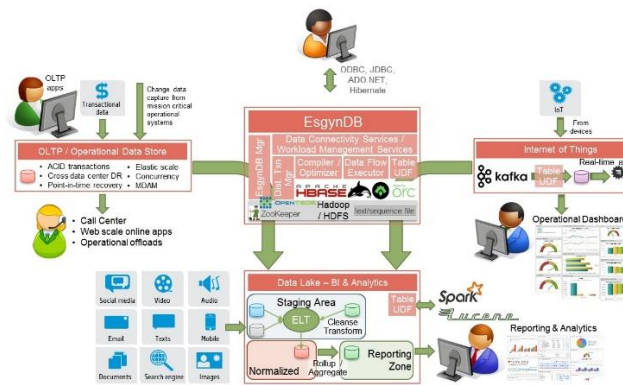 ODBC, JDBC,
ADO.NET,
Hibernate
OLTP
apps
Transactional
data
Change data
capture from
mission critical
operational
systems
OLTP / Operational Data Store
• ACID transactions
• Cross data center DR
• Point-in-time recovery
• Elastic scale
• Concurrency
• MDAM
• Call Center
• Web scale online apps
• Operational offloads
EsgynDB
EsgynDB Mgr
Data Connectivity Services /
Workload Management Services
Dist. Txn
Mgr
Compiler /
Optimizer
Data Flow
Executor
Table
UDF
APACHE
HBASE
ORC
OPENTSDB
ZooKeeper
Hadoop
/ HDFS
text/sequence file
IoT
From
devices
Internet of Things
kafka
Table
UDF
Real-time
Operational Dashboard
Social media
Video
Audio
Email
Texts
Mobile
Documents
Search engine
Images
Data Lake – BI & Analytics
Staging Area
ELT
Cleanse
Transform
Table
UDF
Normalized
Rollup/
Aggregate
Reporting
Zone
Spark
Lucene
Reporting & Analytics